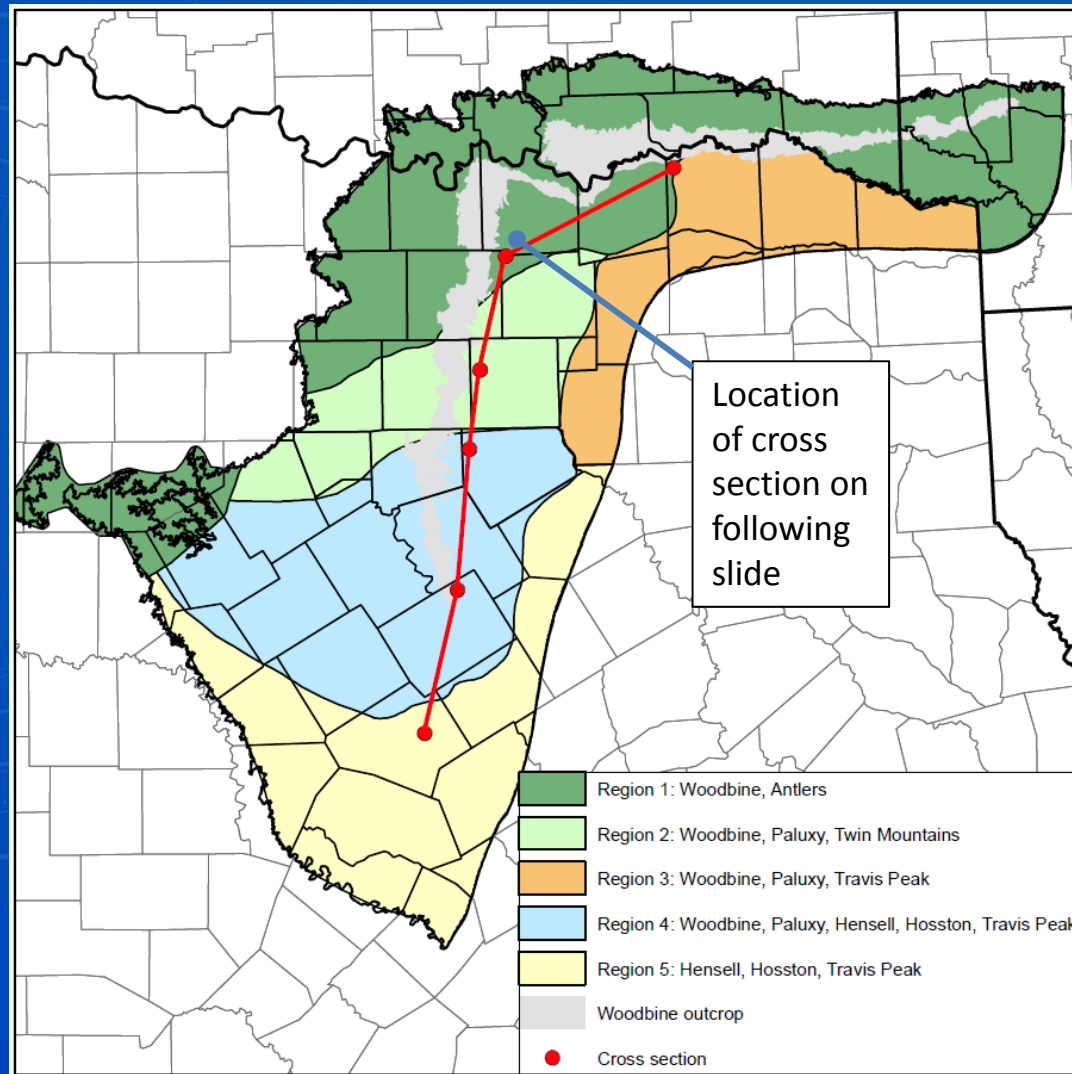 Location
of cross
section on
following
slide
Region 1: Woodbine, Antlers
Region 2: Woodbine, Paluxy, Twin Mountains
Region 3: Woodbine, Paluxy, Travis Peak
Region 4: Woodbine, Paluxy, Hensell, Hosston, Travis Peak
Region 5: Hensell, Hosston, Travis Peak
Woodbine outcrop
Cross section